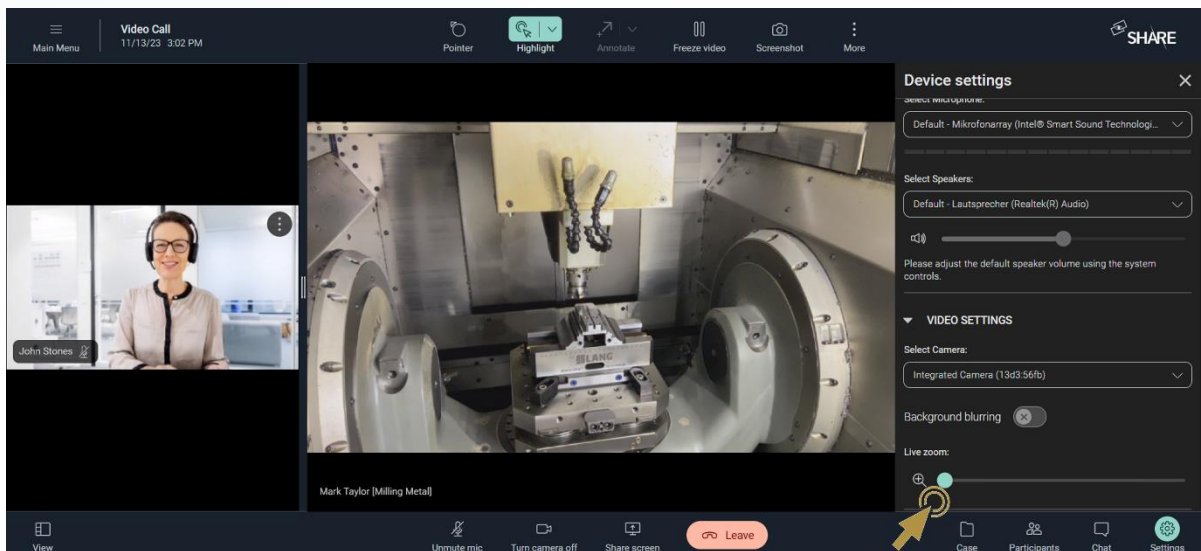 Main Menu
Video Call
11/13/23 3:02 PM
Pointer
Highlight
Annotate
Freeze video
Screenshot
More
SHARE
John Stones
LANG
Mark Taylor [Milling Metal]
Device settings
Select Microphone:
Default - Mikrofonarray (Intel® Smart Sound Technologi...
Select Speakers:
Default - Lautsprecher (Realtek(R) Audio)
Please adjust the default speaker volume using the system
controls.
VIDEO SETTINGS
Select Camera:
Integrated Camera (13d3:56fb)
Background blurring
Live zoom:
View
Unmute mic
Turn camera off
Share screen
Leave
Case
Participants
Chat
Settings